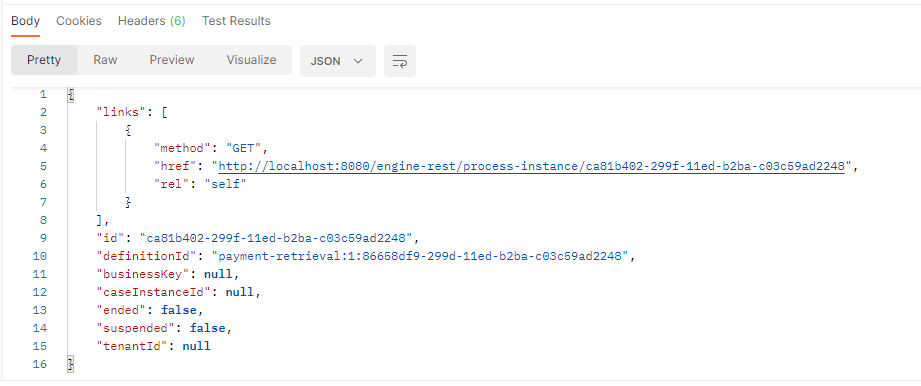 Body Cookies Headers (6) Test Results
Pretty Raw Preview Visualize JSON
1 {
2 "links": [
3 {
4 "method": "GET",
5 "href": "http://localhost:8080/engine-rest/process-instance/ca81b402-299f-11ed-b2ba-c03c59ad2248",
6 "rel": "self"
7 }
8 ],
9 "id": "ca81b402-299f-11ed-b2ba-c03c59ad2248",
10 "definitionId": "payment-retrieval:1:86658df9-299d-11ed-b2ba-c03c59ad2248",
11 "businessKey": null,
12 "caseInstanceId": null,
13 "ended": false,
14 "suspended": false,
15 "tenantId": null
16 }